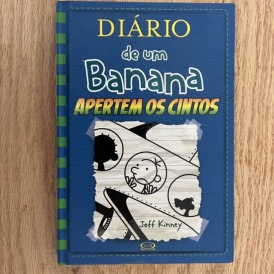 DIÁRIO
de um
Banana
APERTEM OS CINTOS
Jeff Kinney